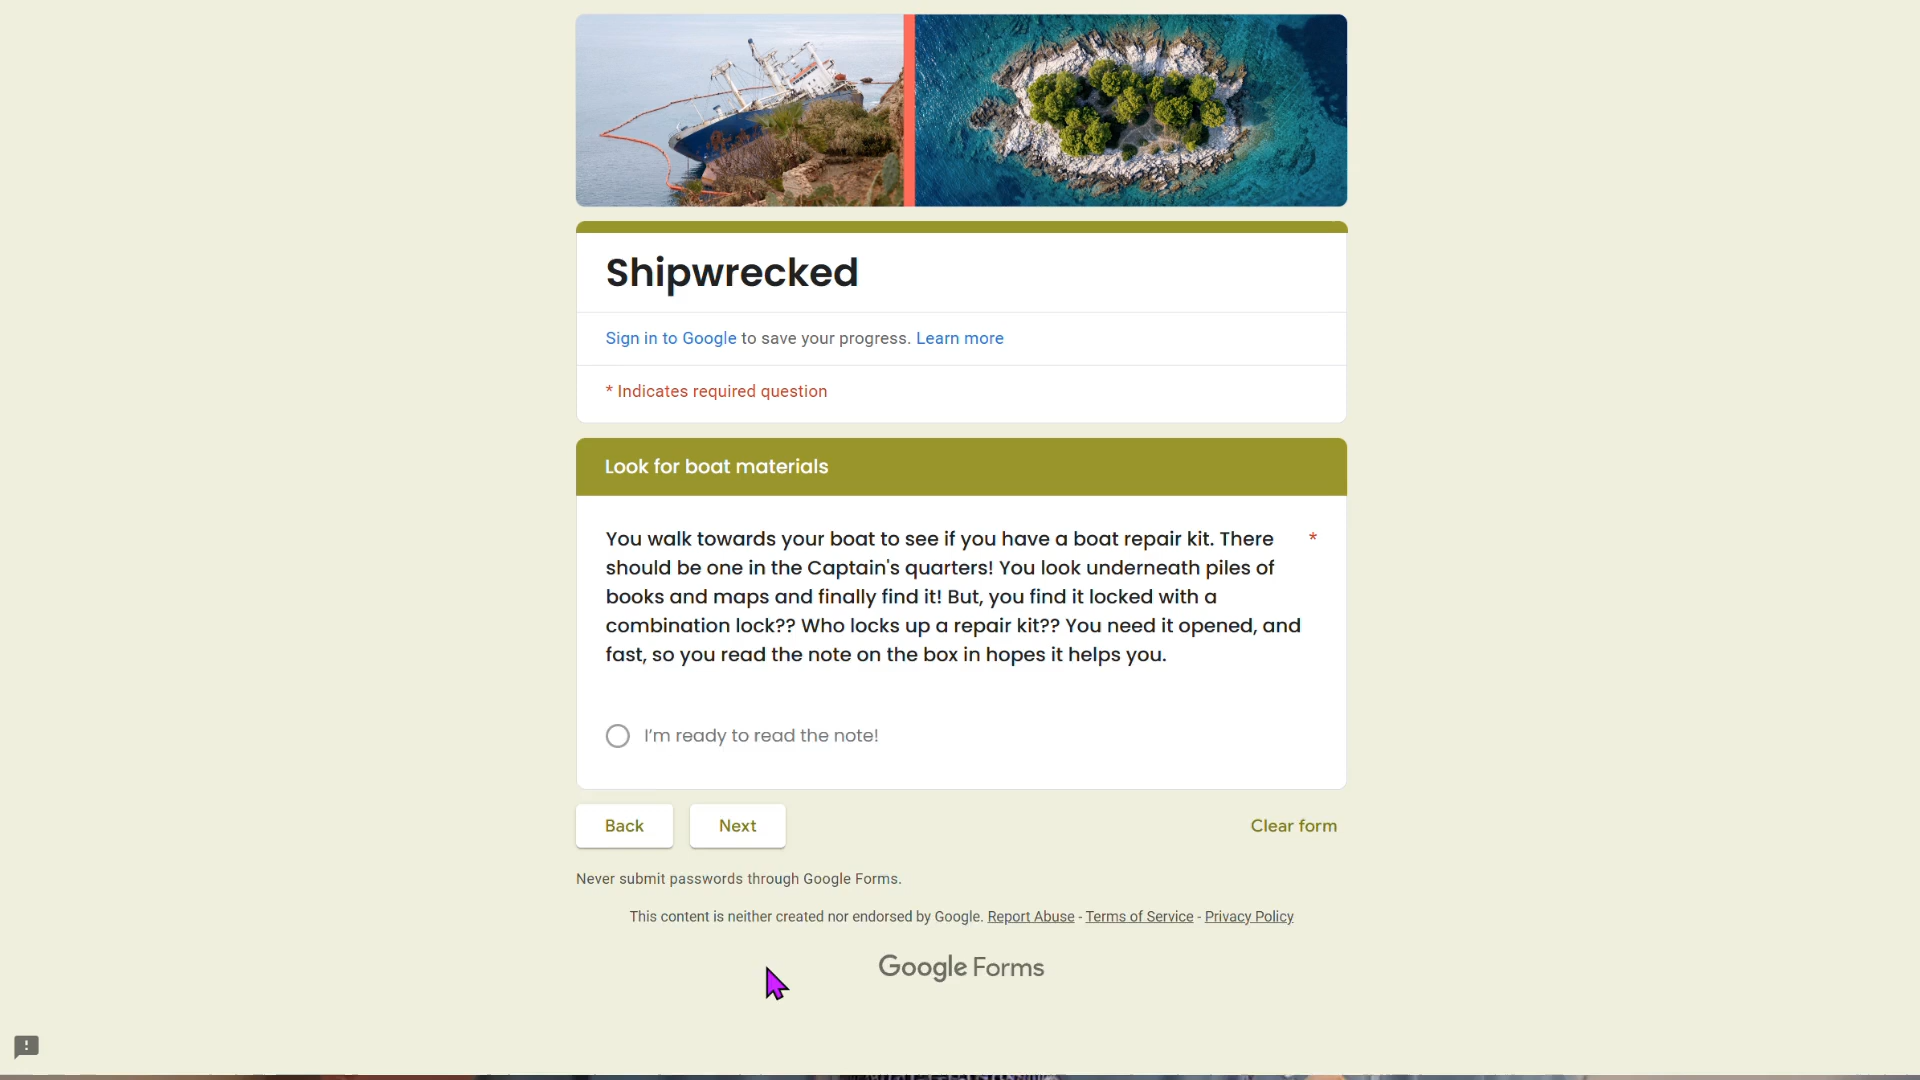 Shipwrecked
Sign in to Google to save your progress. Learn more
* Indicates required question
Look for boat materials
You walk towards your boat to see if you have a boat repair kit. There *
should be one in the Captain's quarters! You look underneath piles of
books and maps and finally find it! But, you find it locked with a
combination lock?? Who locks up a repair kit?? You need it opened, and
fast, so you read the note on the box in hopes it helps you.
I'm ready to read the note!
Back Next Clear form
Never submit passwords through Google Forms.
This content is neither created nor endorsed by Google. Report Abuse - Terms of Service - Privacy Policy
Google Forms